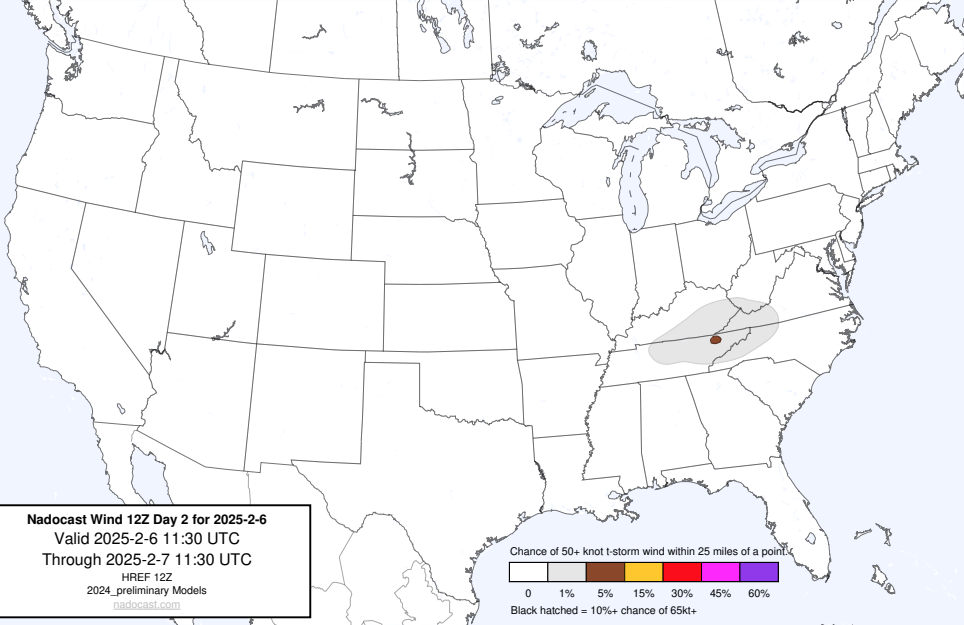 Nadocast Wind 12Z Day 2 for 2025-2-6
Valid 2025-2-6 11:30 UTC
Through 2025-2-7 11:30 UTC
HREF 12Z
2024_preliminary Models
nadocast.com
Chance of 50+ knot t-storm wind within 25 miles of a point.
0 1% 5% 15% 30% 45% 60%
Black hatched = 10%+ chance of 65kt+